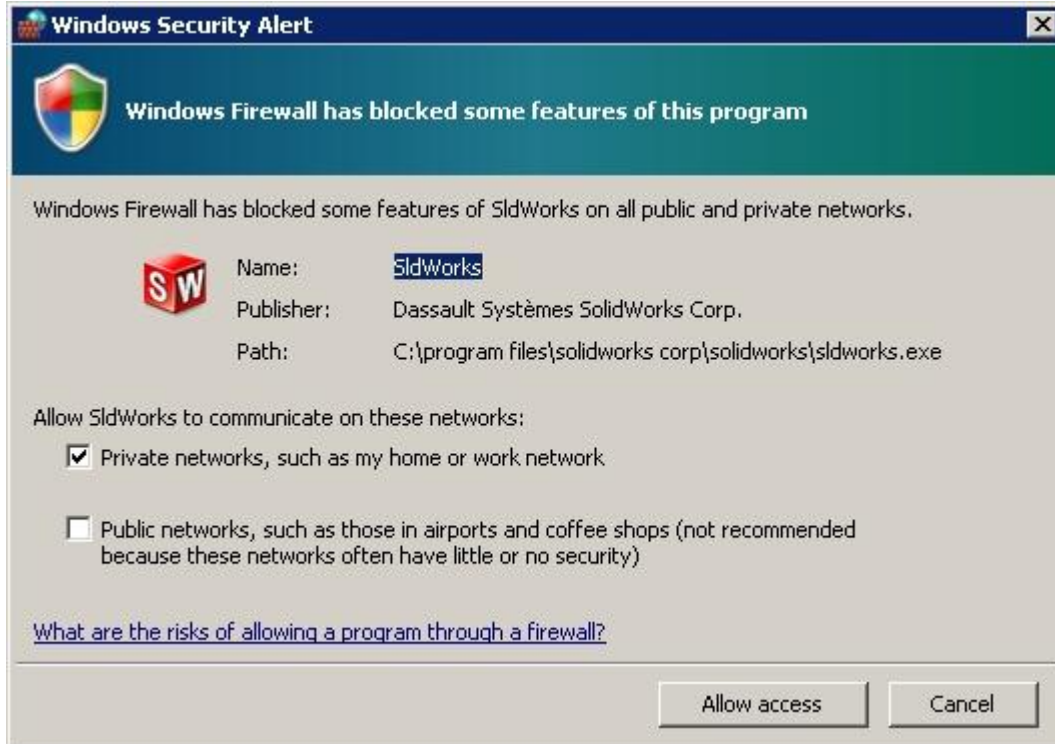 Windows Security Alert
Windows Firewall has blocked some features of this program
Windows Firewall has blocked some features of SldWorks on all public and private networks.
SW
Name: SldWorks
Publisher: Dassault Systèmes SolidWorks Corp.
Path: C:\program files\solidworks corp\solidworks\sldworks.exe
Allow SldWorks to communicate on these networks:
Private networks, such as my home or work network
Public networks, such as those in airports and coffee shops (not recommended
because these networks often have little or no security)
What are the risks of allowing a program through a firewall?
Allow access Cancel